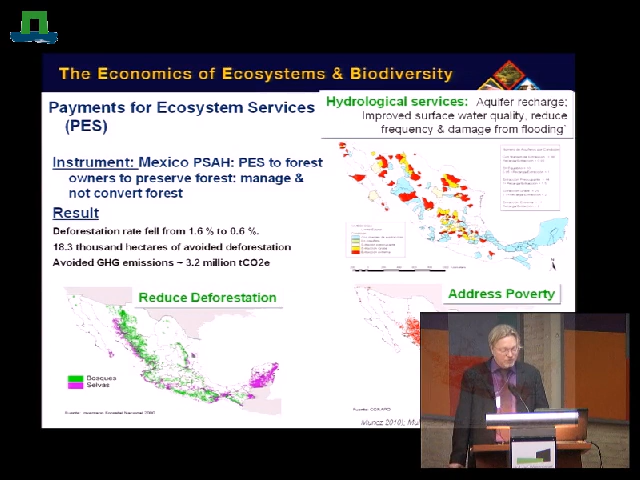 The Economics of Ecosystems & Biodiversity
Payments for Ecosystem Services
(PES)
Hydrological services: Aquifer recharge;
Improved surface water quality, reduce
frequency & damage from flooding
Instrument: Mexico PSAH: PES to forest
owners to preserve forest: manage &
not convert forest
Result
Deforestation rate fell from 1.6 % to 0.6 %.
18.3 thousand hectares of avoided deforestation
Avoided GHG emissions ~ 3.2 million tCO2e
Reduce Deforestation
Address Poverty
Bosques
Selvas